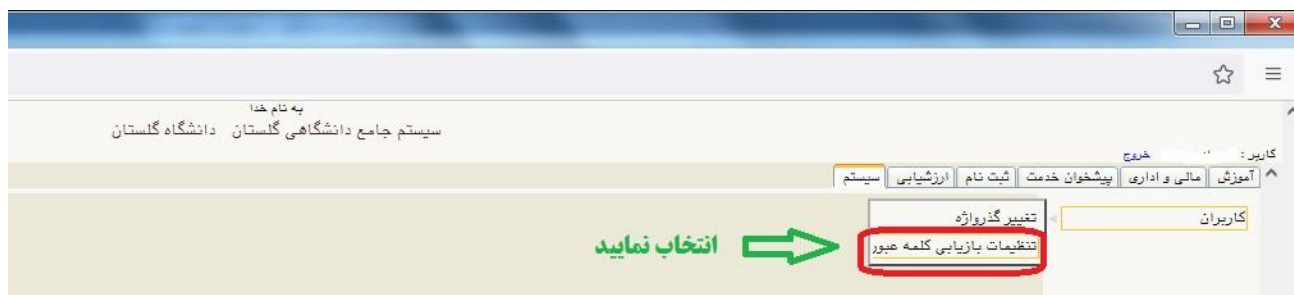 به نام خدا
سیستم جامع دانشگاهی گلستان دانشگاه گلستان
کاربر : خروج
آموزش مالی و اداری پیشخوان خدمت ثبت نام ارزشیابی سیستم
کاربران
تغییر گذرواژه
تنظیمات بازیابی کلمه عبور
انتخاب نمایید